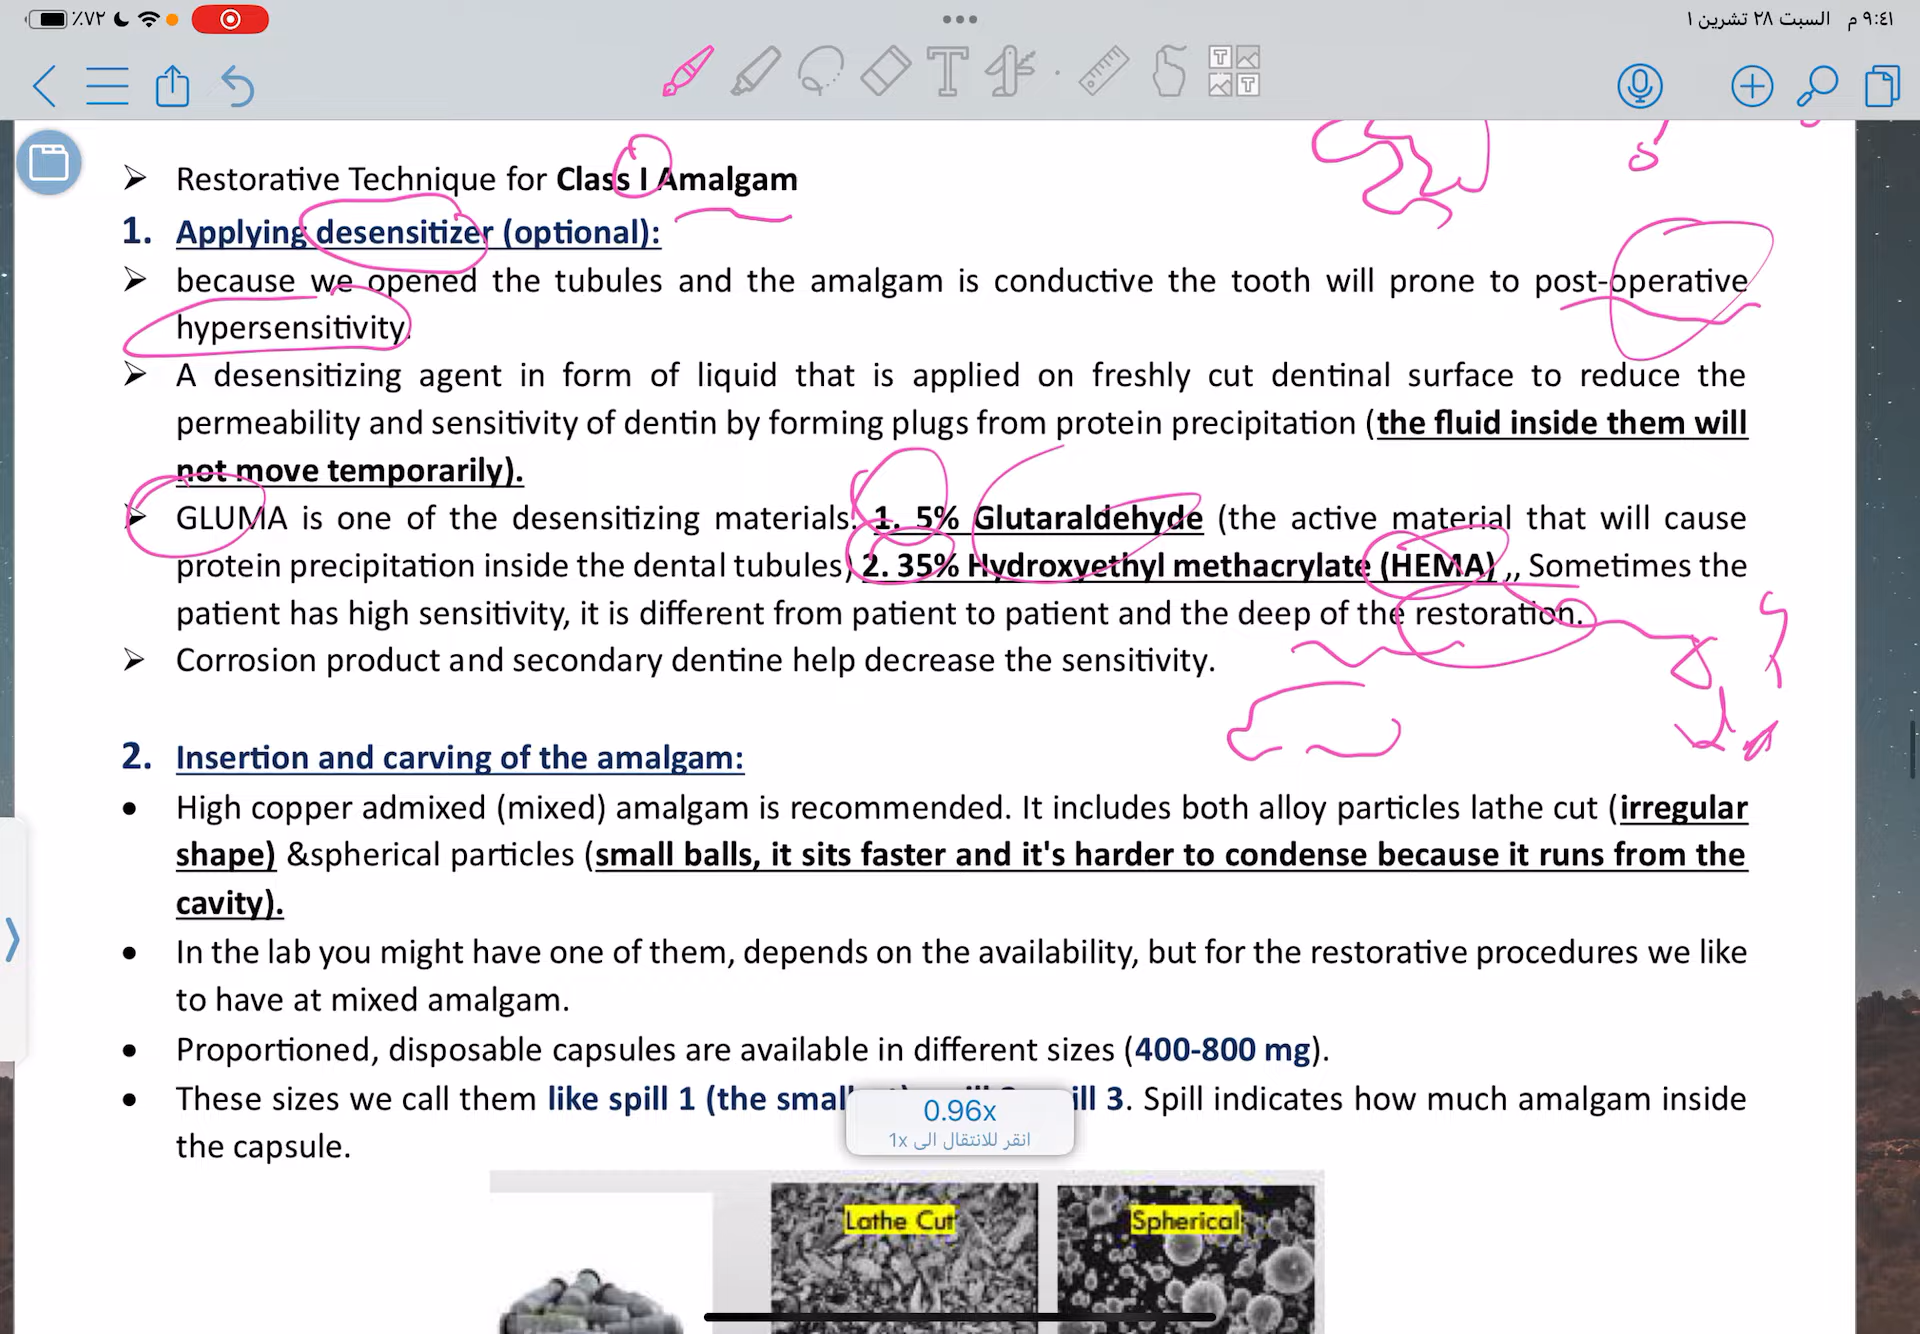 ٪٧٢
٩:٤١ م السبت ٢٨ تشرين ١
Restorative Technique for Class I Amalgam
1. Applying desensitizer (optional):
because we opened the tubules and the amalgam is conductive the tooth will prone to post-operative
hypersensitivity.
A desensitizing agent in form of liquid that is applied on freshly cut dentinal surface to reduce the
permeability and sensitivity of dentin by forming plugs from protein precipitation (the fluid inside them will
not move temporarily).
GLUMA is one of the desensitizing materials: 1. 5% Glutaraldehyde (the active material that will cause
protein precipitation inside the dental tubules) 2. 35% Hydroxyethyl methacrylate (HEMA) ,, Sometimes the
patient has high sensitivity, it is different from patient to patient and the deep of the restoration.
Corrosion product and secondary dentine help decrease the sensitivity.
2. Insertion and carving of the amalgam:
• High copper admixed (mixed) amalgam is recommended. It includes both alloy particles lathe cut (irregular
shape) &spherical particles (small balls, it sits faster and it's harder to condense because it runs from the
cavity).
• In the lab you might have one of them, depends on the availability, but for the restorative procedures we like
to have at mixed amalgam.
• Proportioned, disposable capsules are available in different sizes (400-800 mg).
• These sizes we call them like spill 1 (the 3. Spill indicates how much amalgam inside
the capsule.
0.96x
انقر للانتقال الى 1x
Lathe Cut
Spherical